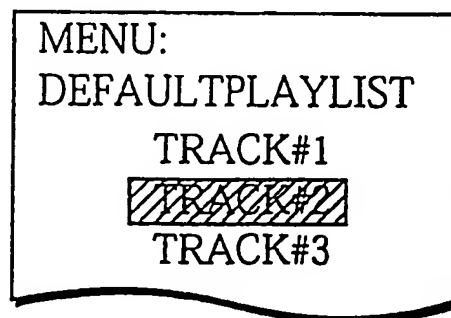 MENU:
DEFAULTPLAYLIST
TRACK#1
TRACK#2
TRACK#3